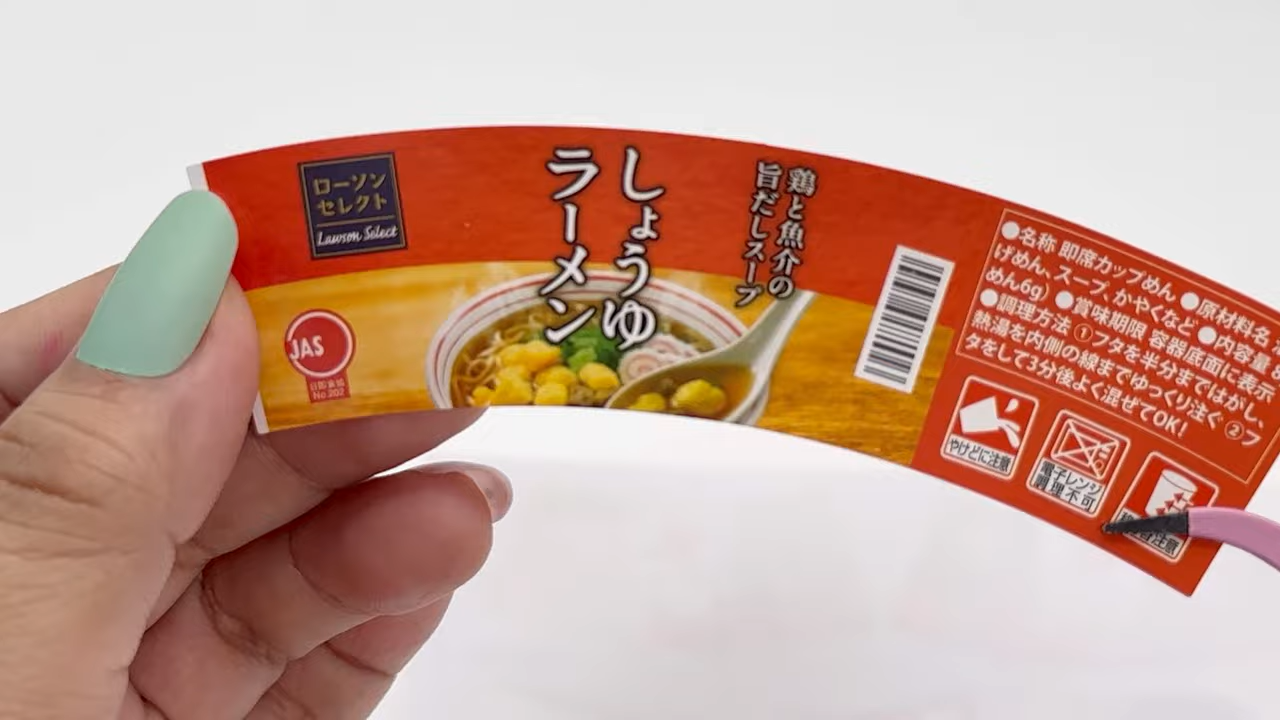 ローソン
セレクト
Lawson Select
JAS
No.202
しょうゆ
ラーメン
鶏と魚介の
旨だしスープ
●名称 即席カップめん ●原材料名
げめん、スープ、かやくなど ●内容量
めん6g) ●賞味期限 容器底面に表示
●調理方法 ①フタを半分まではがし、
熱湯を内側の線までゆっくり注ぐ ②フ
タをして3分後よく混ぜてOK!
やけどに注意
電子レンジ
調理不可
注意